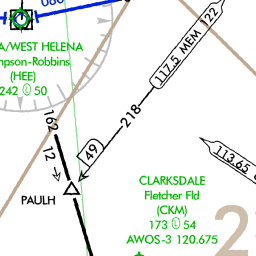 A/WEST HELENA
mpson-Robbins
(HEE)
242 50
117.5 MEM 122
218
49
162
12
PAULH
113.65
CLARKSDALE
Fletcher Fld
(CKM)
173 54
AWOS-3 120.675
2